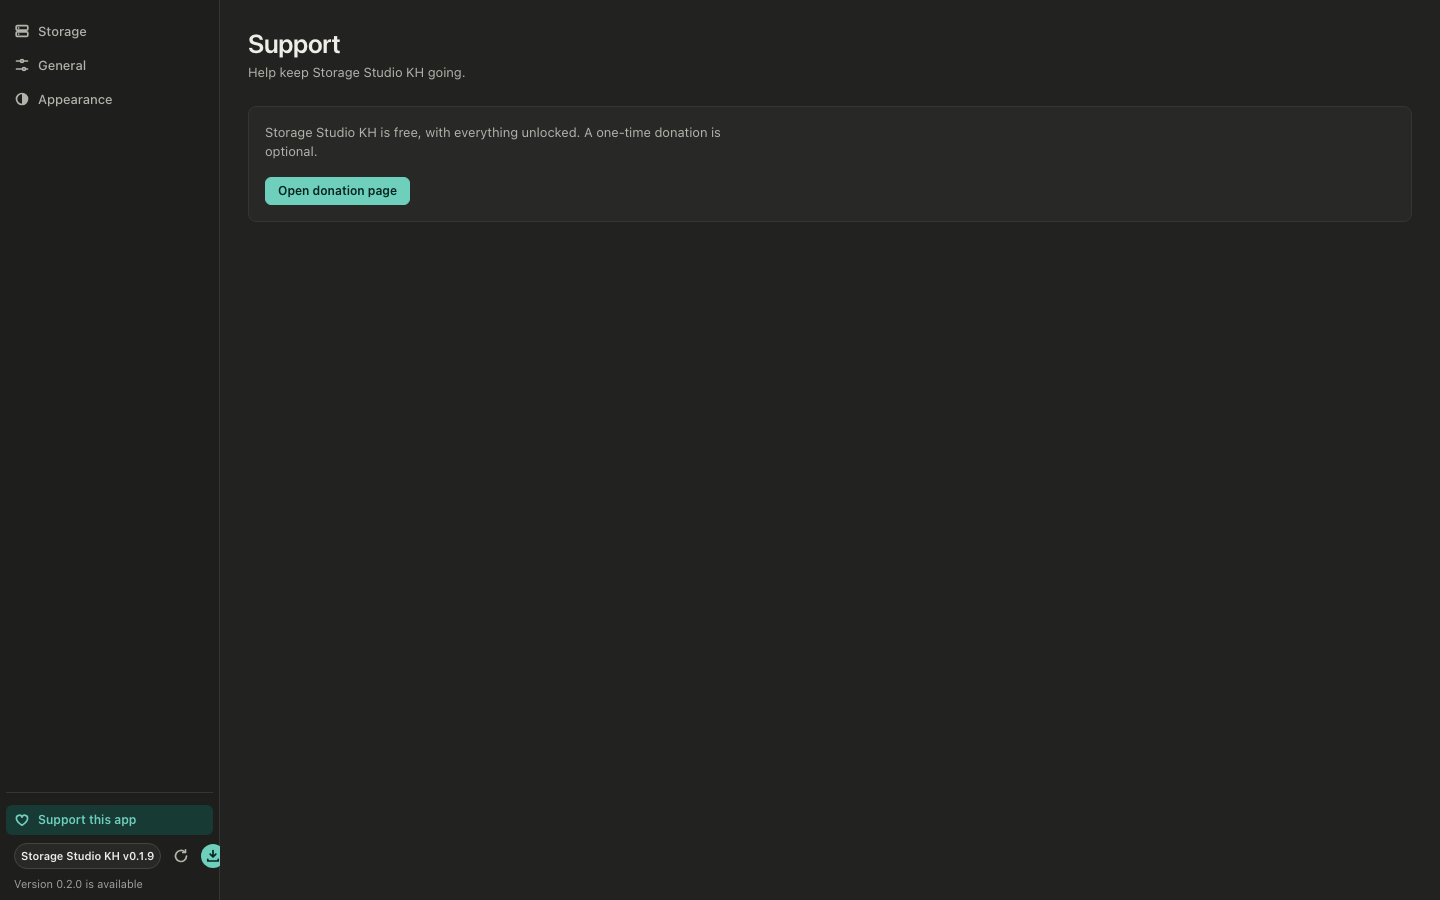 Storage
General
Appearance
Support this app
Storage Studio KH v0.1.9
Version 0.2.0 is available
Support
Help keep Storage Studio KH going.
Storage Studio KH is free, with everything unlocked. A one-time donation is
optional.
Open donation page